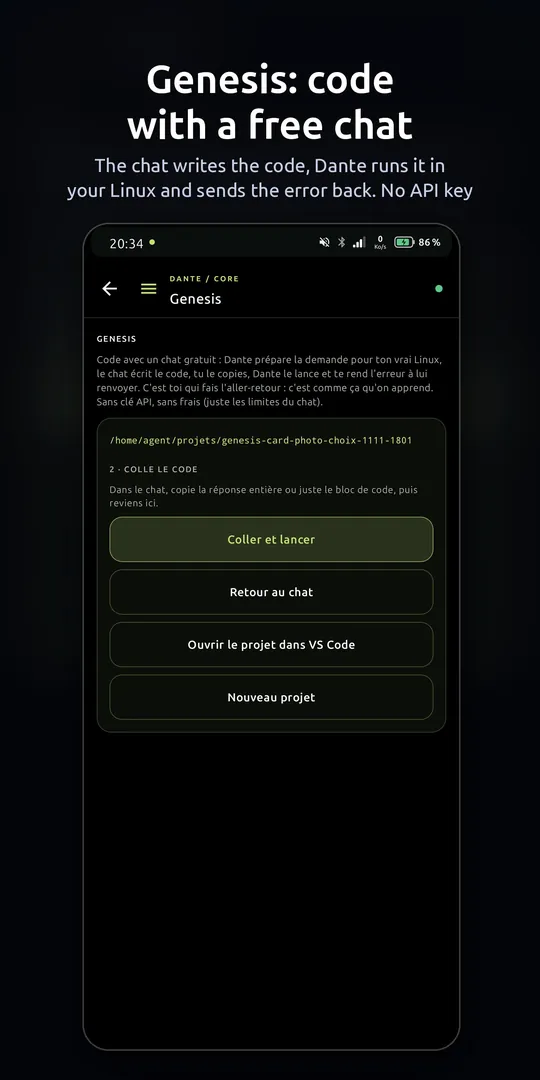 Genesis: code
with a free chat
The chat writes the code, Dante runs it in
your Linux and sends the error back. No API key
20:34
0
Ko/s
86 %
DANTE / CORE
Genesis
GENESIS
Code avec un chat gratuit : Dante prépare la demande pour ton vrai Linux,
le chat écrit le code, tu le copies, Dante le lance et te rend l'erreur à lui
renvoyer. C'est toi qui fais l'aller-retour : c'est comme ça qu'on apprend.
Sans clé API, sans frais (juste les limites du chat).
/home/agent/projets/genesis-card-photo-choix-1111-1801
2 · COLLE LE CODE
Dans le chat, copie la réponse entière ou juste le bloc de code, puis
reviens ici.
Coller et lancer
Retour au chat
Ouvrir le projet dans VS Code
Nouveau projet